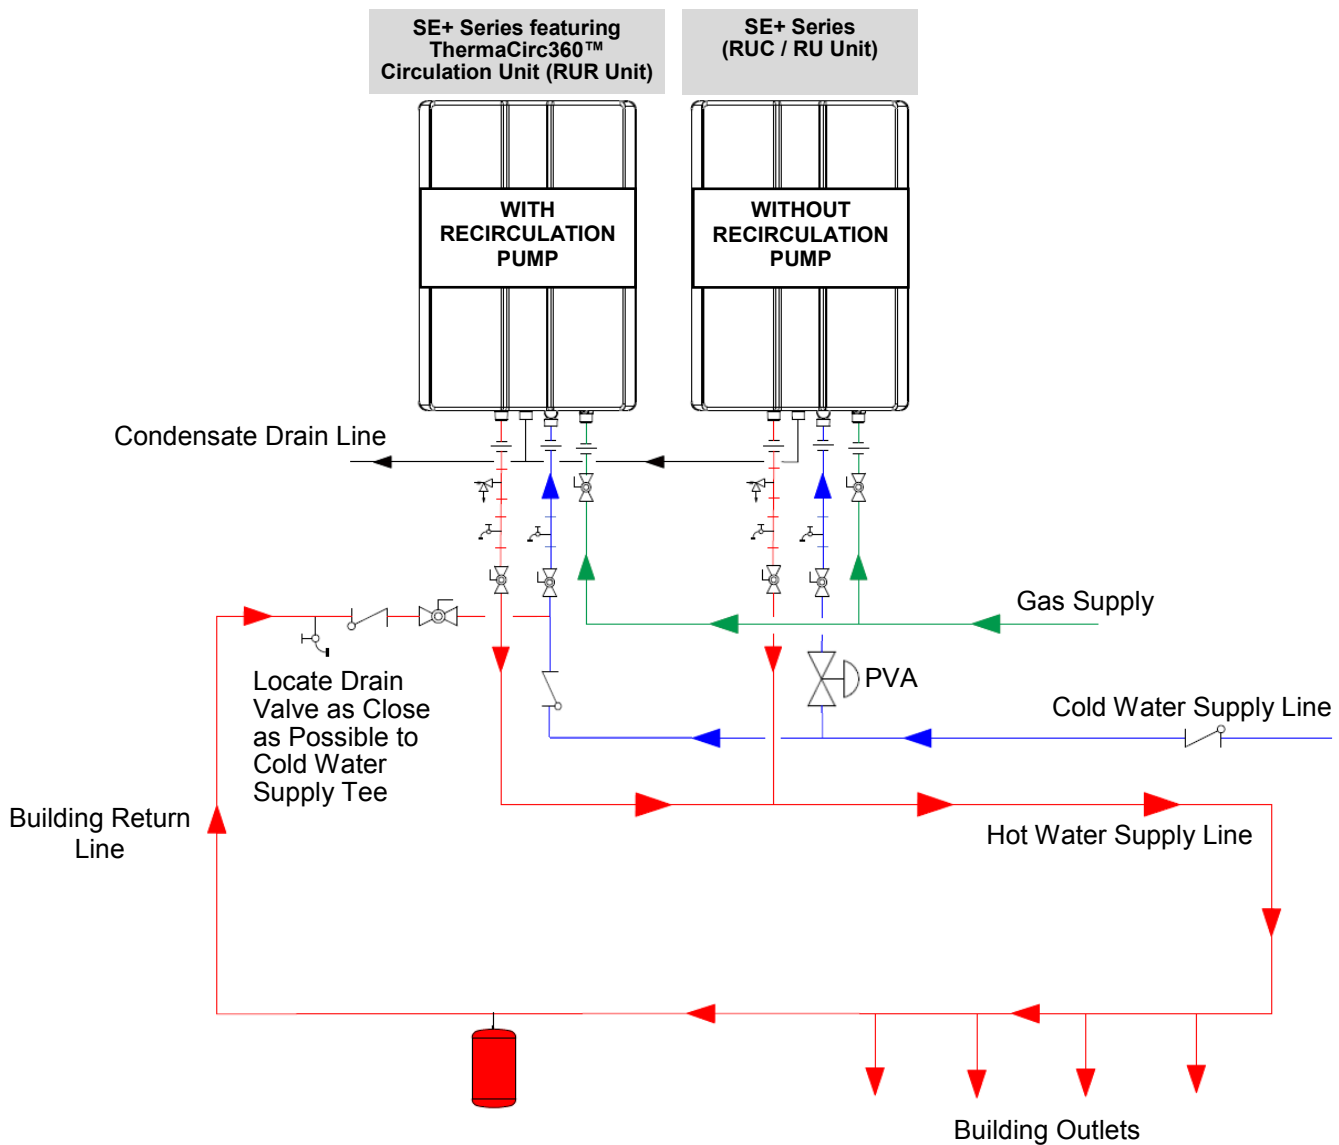 SE+ Series featuring
ThermaCirc360™
Circulation Unit (RUR Unit)
SE+ Series
(RUC / RU Unit)
WITH
RECIRCULATION
PUMP
WITHOUT
RECIRCULATION
PUMP
Condensate Drain Line
Gas Supply
Locate Drain
Valve as Close
as Possible to
Cold Water
Supply Tee
PVA
Cold Water Supply Line
Building Return
Line
Hot Water Supply Line
Building Outlets